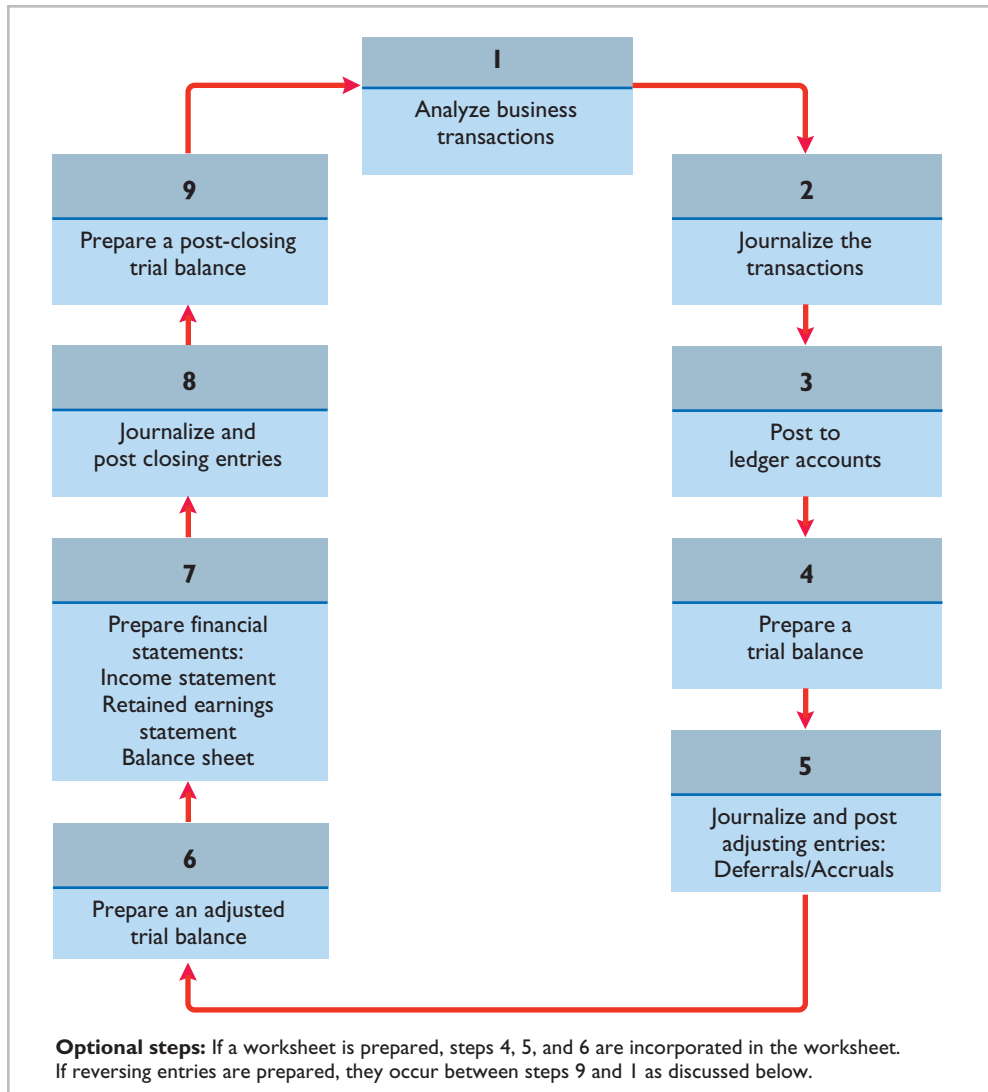 1
Analyze business
transactions
2
Journalize the
transactions
3
Post to
ledger accounts
4
Prepare a
trial balance
5
Journalize and post
adjusting entries:
Deferrals/Accruals
6
Prepare an adjusted
trial balance
7
Prepare financial
statements:
Income statement
Retained earnings
statement
Balance sheet
8
Journalize and
post closing entries
9
Prepare a post-closing
trial balance
Optional steps: If a worksheet is prepared, steps 4, 5, and 6 are incorporated in the worksheet.
If reversing entries are prepared, they occur between steps 9 and 1 as discussed below.